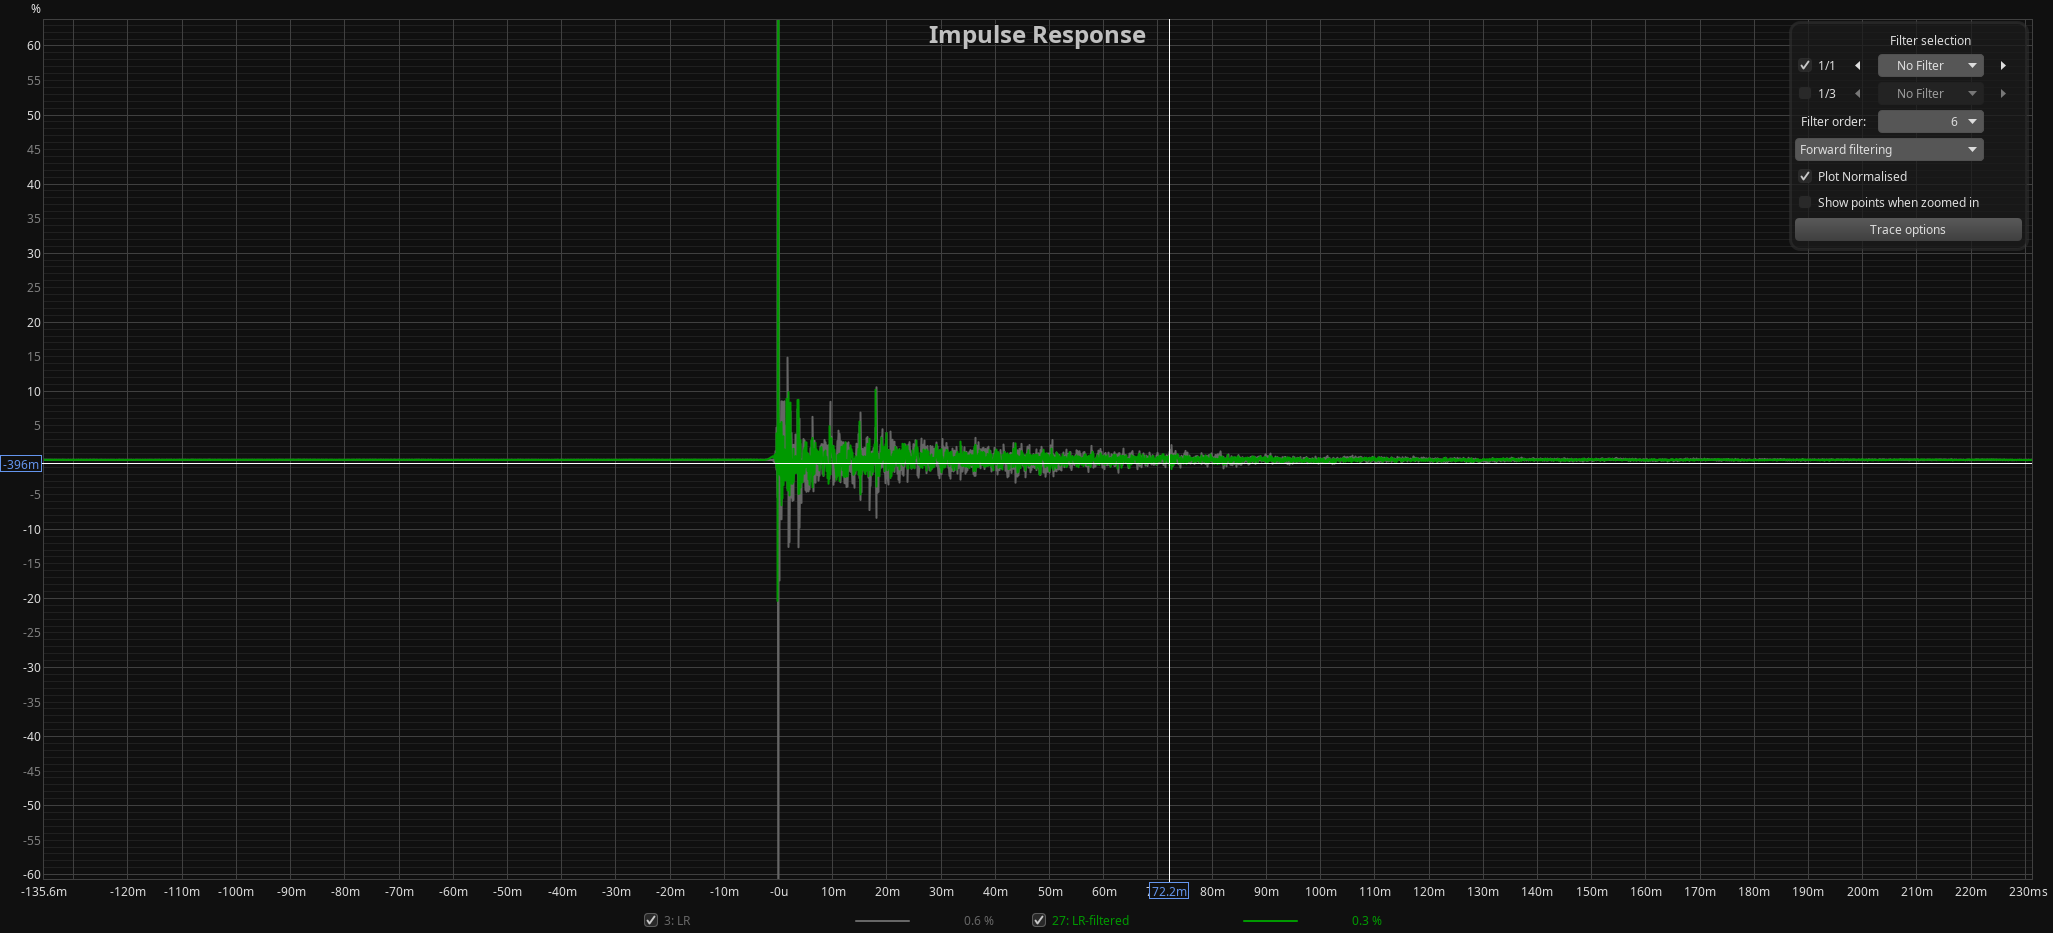 %
Impulse Response
Filter selection
1/1 No Filter
1/3 No Filter
Filter order: 6
Forward filtering
Plot Normalised
Show points when zoomed in
Trace options
60
55
50
45
40
35
30
25
20
15
10
5
-396m
-5
-10
-15
-20
-25
-30
-35
-40
-45
-50
-55
-60
-135.6m -120m -110m -100m -90m -80m -70m -60m -50m -40m -30m -20m -10m -0u 10m 20m 30m 40m 50m 60m 72.2m 80m 90m 100m 110m 120m 130m 140m 150m 160m 170m 180m 190m 200m 210m 220m 230ms
3: LR 0.6 % 27: LR-filtered 0.3 %